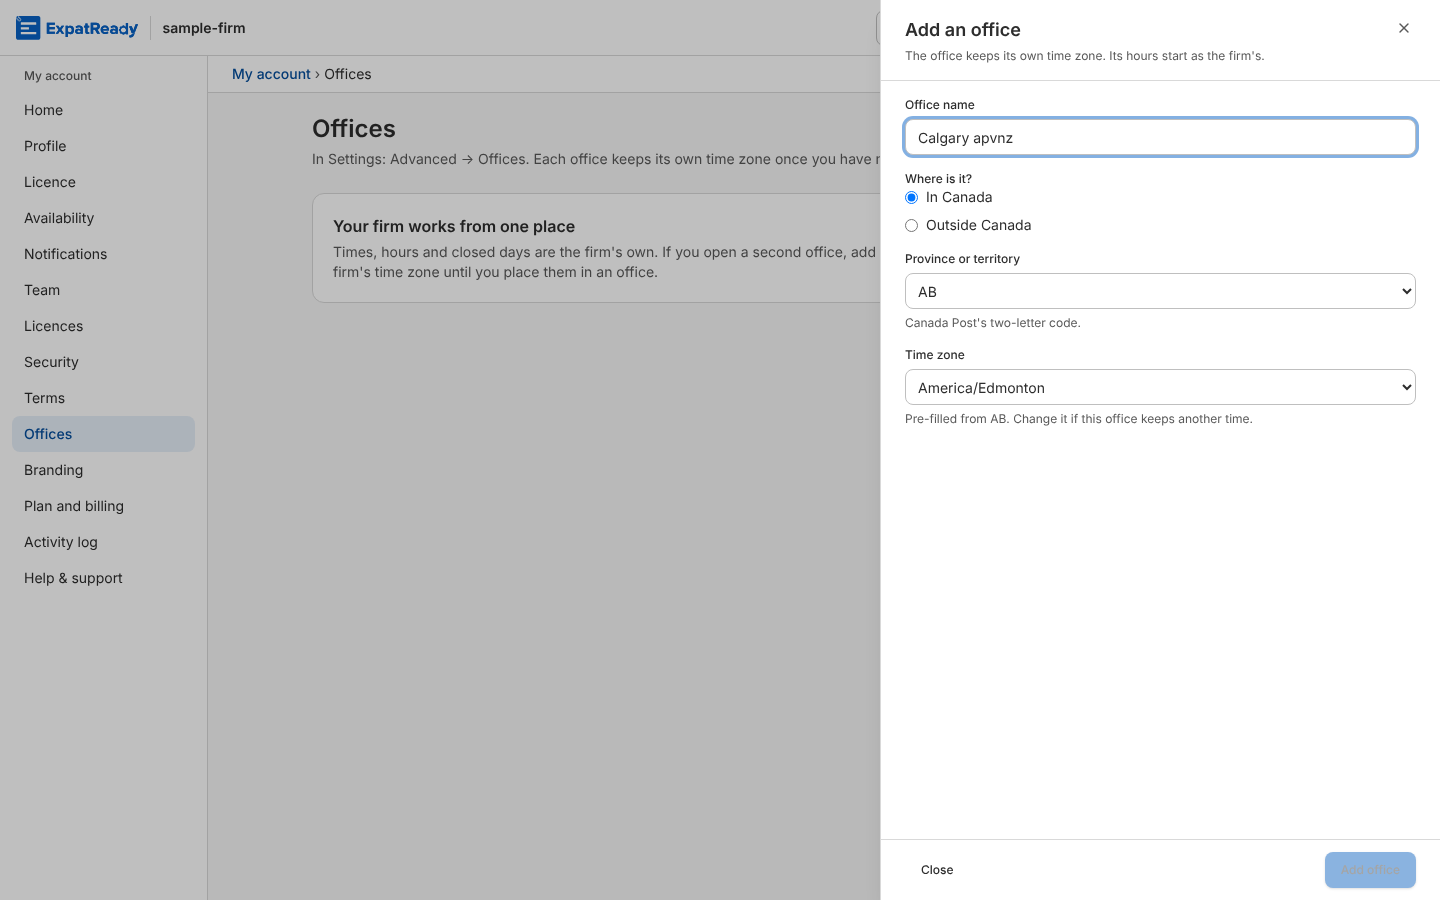 ExpatReady
sample-firm
My account
Home
Profile
Licence
Availability
Notifications
Team
Licences
Security
Terms
Offices
Branding
Plan and billing
Activity log
Help & support
My account › Offices
Offices
In Settings: Advanced → Offices. Each office keeps its own time zone once you have
Your firm works from one place
Times, hours and closed days are the firm's own. If you open a second office, add
firm's time zone until you place them in an office.
Add an office
×
The office keeps its own time zone. Its hours start as the firm's.
Office name
Calgary apvnz
Where is it?
In Canada
Outside Canada
Province or territory
AB
Canada Post's two-letter code.
Time zone
America/Edmonton
Pre-filled from AB. Change it if this office keeps another time.
Close
Add office